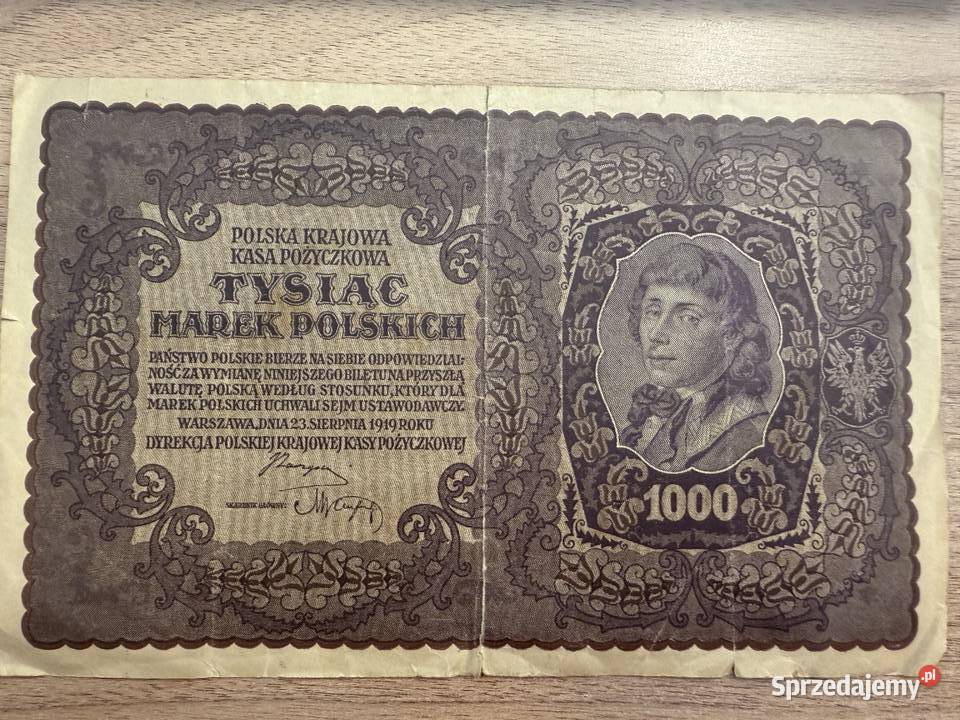 POLSKA KRAJOWA
KASA POŻYCZKOWA
TYSIĄC
MAREK POLSKICH
PAŃSTWO POLSKIE BIERZE NA SIEBIE ODPOWIEDZIAL-
NOŚĆ ZA WYMIANĘ NINIEJSZEGO BILETU NA PRZYSZŁĄ
WALUTĘ POLSKĄ WEDŁUG STOSUNKU, KTÓRY DLA
MAREK POLSKICH UCHWALI SEJM USTAWODAWCZY.
WARSZAWA, DNIA 23. SIERPNIA 1919 ROKU
DYREKCJA POLSKIEJ KRAJOWEJ KASY POŻYCZKOWEJ
SKARBNIK GŁÓWNY:
1000
Sprzedajemy.pl